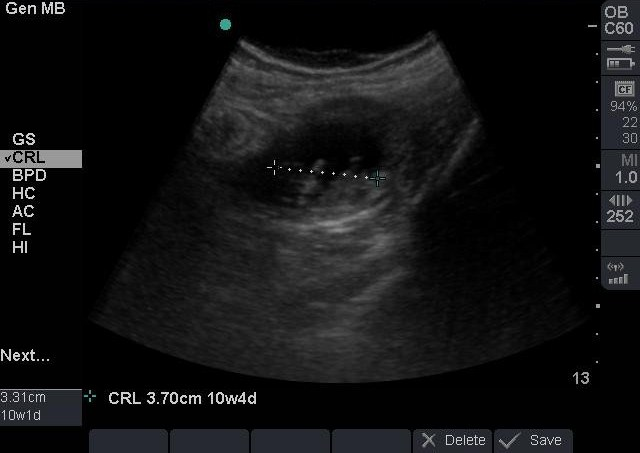 Gen MB
OB
C60
CF
94%
22
30
MI
1.0
252
GS
✓CRL
BPD
HC
AC
FL
HI
Next...
13
3.31cm
10w1d
CRL 3.70cm 10w4d
Delete
Save